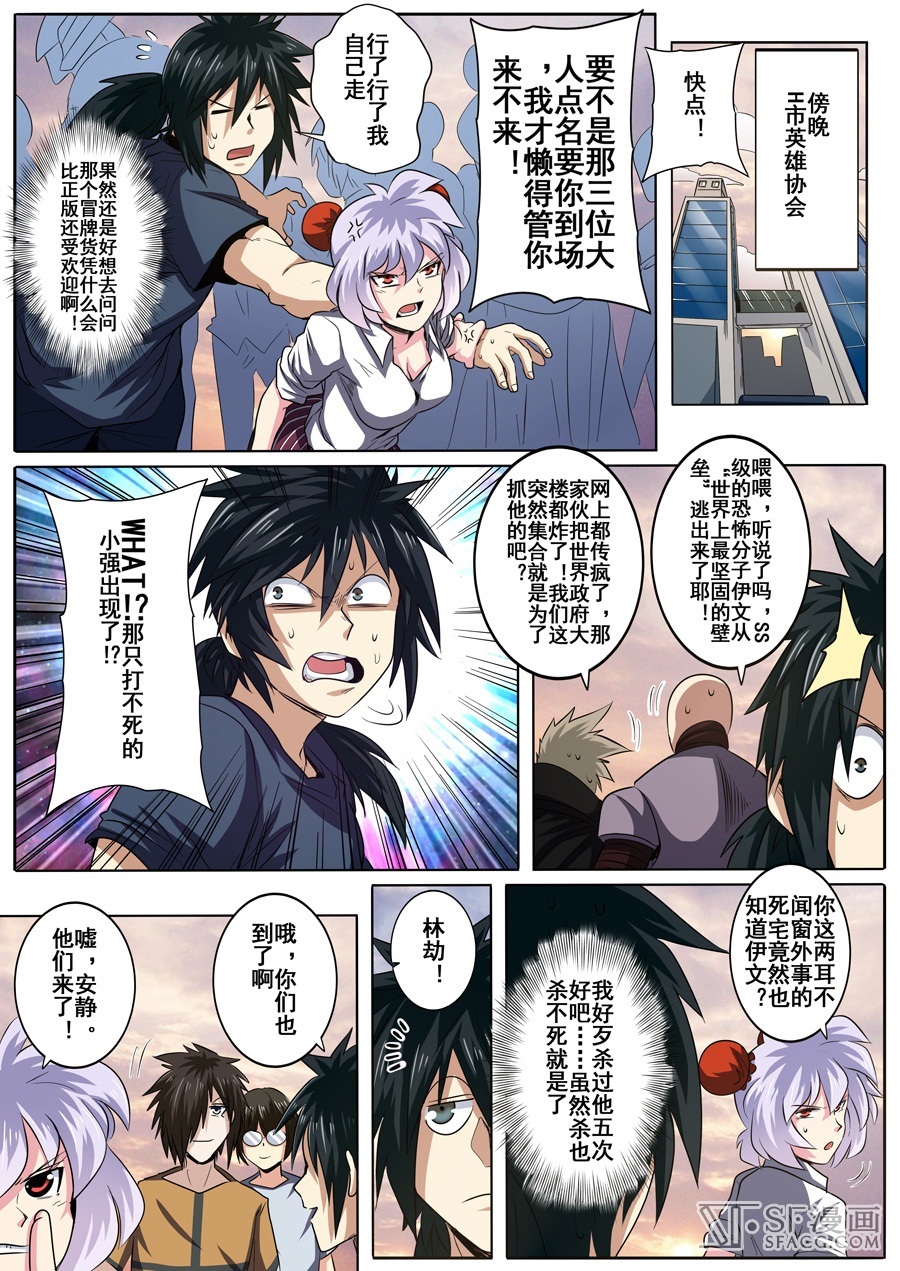 傍晚
H市英雄协会
快点！
要不是那三位大
人点名要你到场
，我才懒得管你
来不来！
行了行了我
自己走
果然还是好想去问问
那个冒牌货凭什么会
比正版还受欢迎啊！
喂喂，听说了吗，SS
级的恐怖分子伊文从
“世界上最坚固的壁
垒”逃出来了耶！
网上都传疯了，那
家伙把世界政府大
楼都炸了！我们这
突然集合就是为了
抓他的吧？
WHAT!?那只打不死的
小强出现了!?
你这两耳不
闻窗外事的
死宅竟然也
知道伊文？
我好歹杀过他五次
好吧……虽然杀也
杀不死就是了
林劫！
哦，你们也
到了啊
嘘，安静。
他们来了！
SF漫画
SFACG.COM